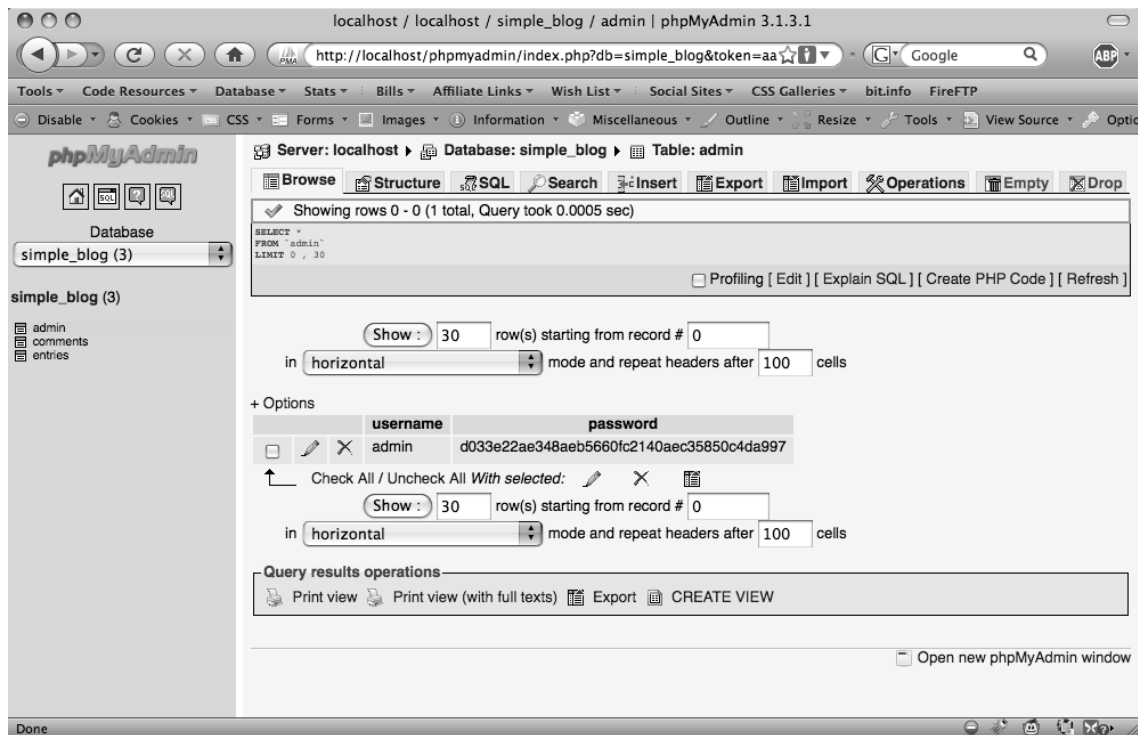 localhost / localhost / simple_blog / admin | phpMyAdmin 3.1.3.1
PMA http://localhost/phpmyadmin/index.php?db=simple_blog&token=aa G Google ABP
Tools Code Resources Database Stats Bills Affiliate Links Wish List Social Sites CSS Galleries bit.info FireFTP
Disable Cookies CSS Forms Images Information Miscellaneous Outline Resize Tools View Source Optic
phpMyAdmin
Server: localhost Database: simple_blog Table: admin
Browse Structure SQL Search Insert Export Import Operations Empty Drop
SQL
Showing rows 0 - 0 (1 total, Query took 0.0005 sec)
Database
simple_blog (3)
SELECT *
FROM `admin`
LIMIT 0 , 30
Profiling [ Edit ] [ Explain SQL ] [ Create PHP Code ] [ Refresh ]
simple_blog (3)
admin
comments
entries
Show : 30 row(s) starting from record # 0
in horizontal mode and repeat headers after 100 cells
+ Options
username password
admin d033e22ae348aeb5660fc2140aec35850c4da997
Check All / Uncheck All With selected:
Show : 30 row(s) starting from record # 0
in horizontal mode and repeat headers after 100 cells
Query results operations
Print view Print view (with full texts) Export CREATE VIEW
Open new phpMyAdmin window
Done